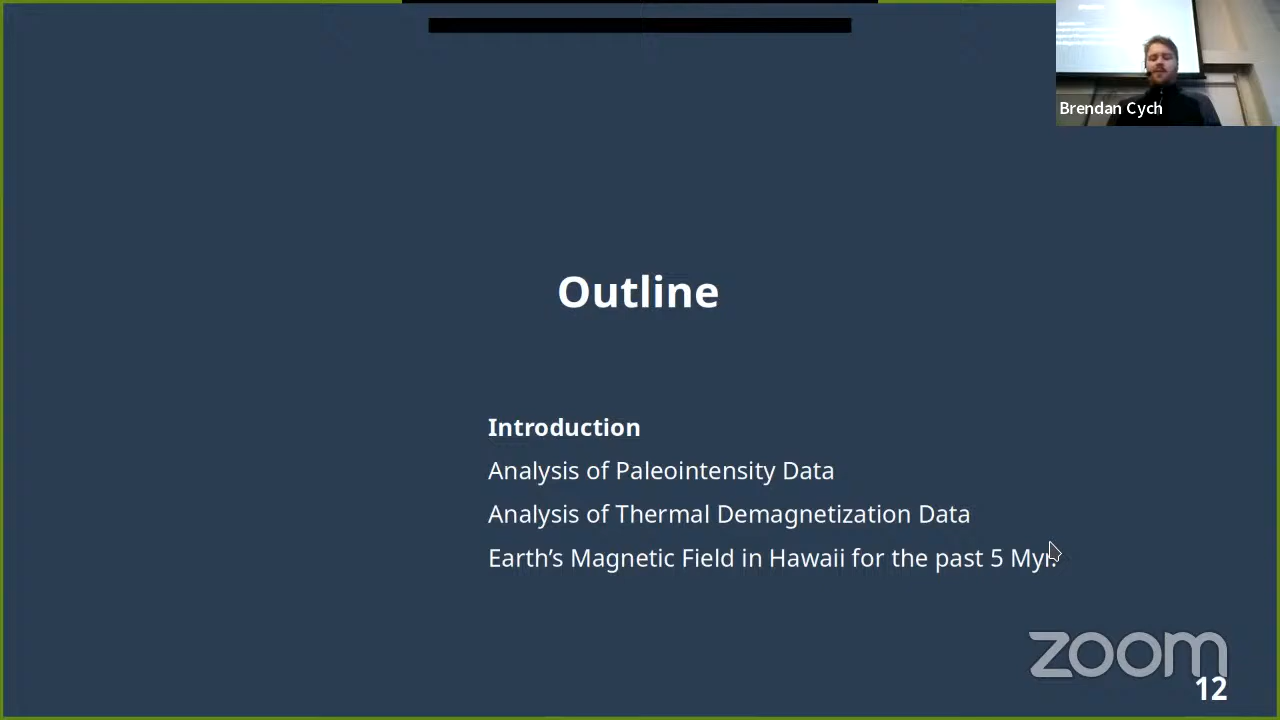 Brendan Cych
Outline
Introduction
Analysis of Paleointensity Data
Analysis of Thermal Demagnetization Data
Earth’s Magnetic Field in Hawaii for the past 5 Myr.
zoom
12